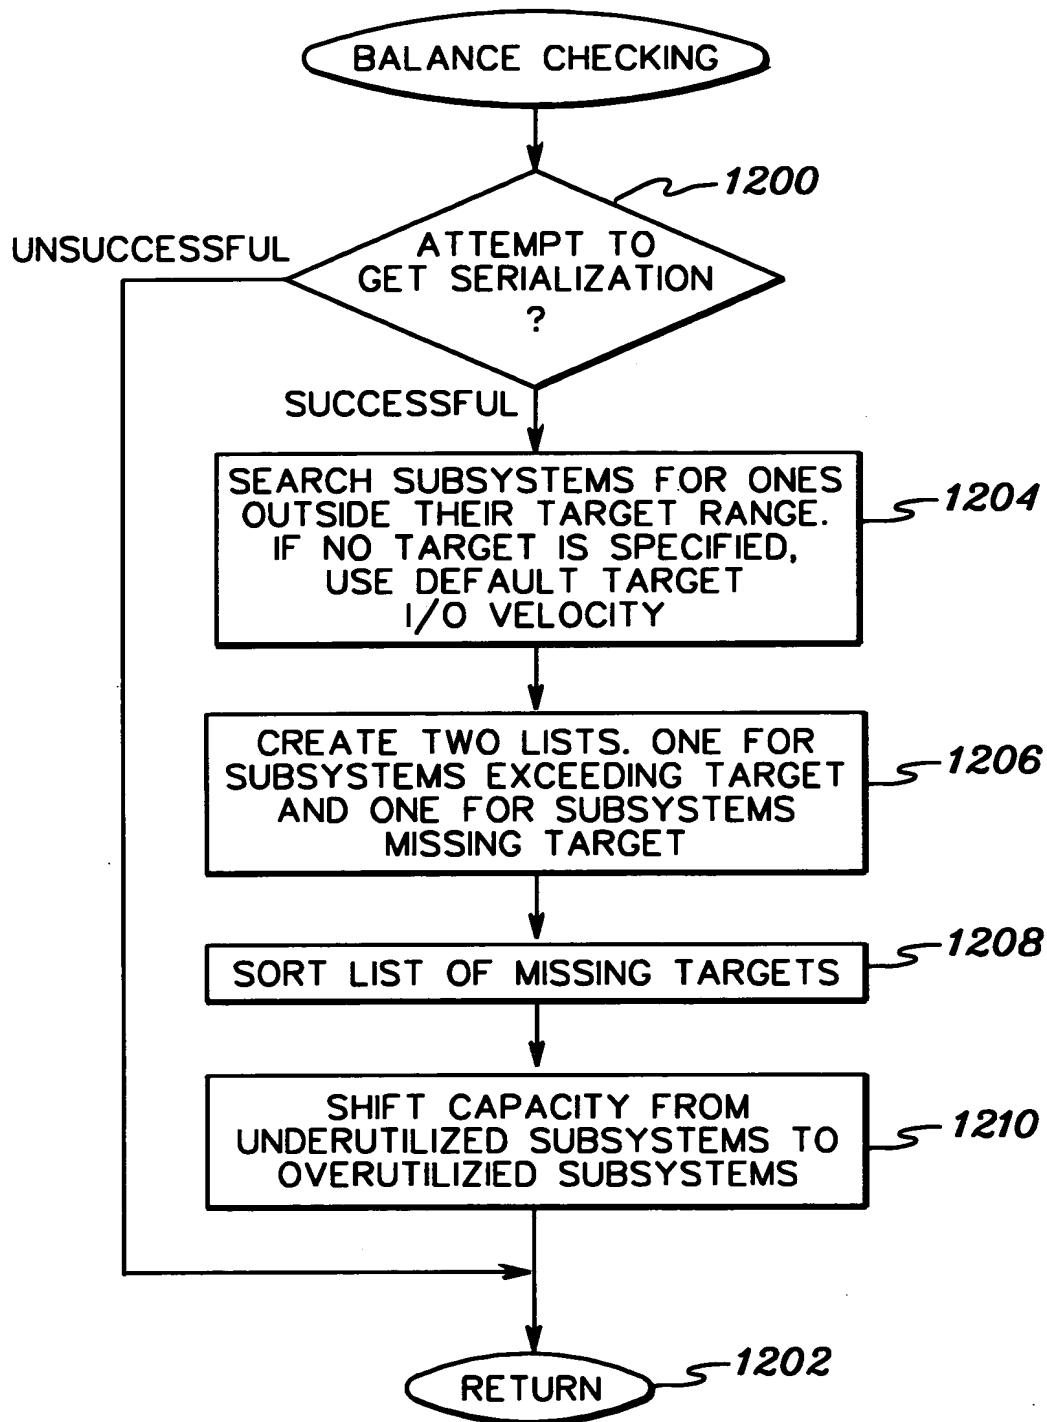 BALANCE CHECKING
1200
UNSUCCESSFUL
ATTEMPT TO
GET SERIALIZATION
?
SUCCESSFUL
SEARCH SUBSYSTEMS FOR ONES
OUTSIDE THEIR TARGET RANGE.
IF NO TARGET IS SPECIFIED,
USE DEFAULT TARGET
I/O VELOCITY
1204
CREATE TWO LISTS. ONE FOR
SUBSYSTEMS EXCEEDING TARGET
AND ONE FOR SUBSYSTEMS
MISSING TARGET
1206
SORT LIST OF MISSING TARGETS
1208
SHIFT CAPACITY FROM
UNDERUTILIZED SUBSYSTEMS TO
OVERUTILIZIED SUBSYSTEMS
1210
RETURN
1202